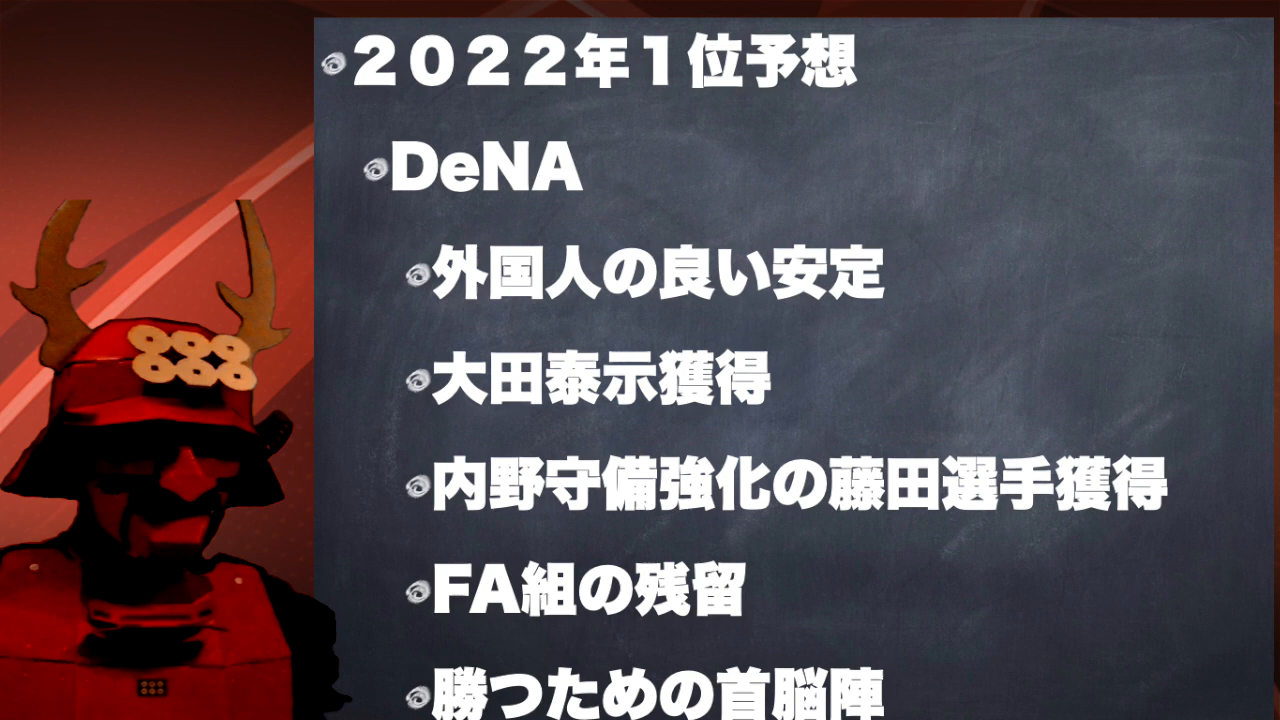 ２０２２年１位予想
DeNA
外国人の良い安定
大田泰示獲得
内野守備強化の藤田選手獲得
FA組の残留
勝つための首脳陣